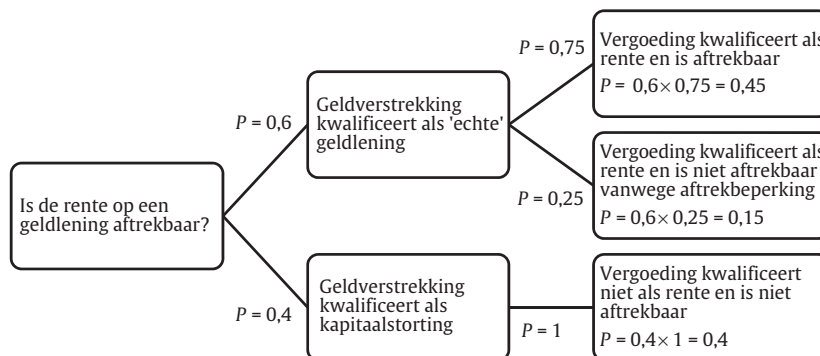 Is de rente op een
geldlening aftrekbaar?
P = 0,6
P = 0,4
Geldverstrekking
kwalificeert als 'echte'
geldlening
Geldverstrekking
kwalificeert als
kapitaalstorting
P = 0,75
P = 0,25
P = 1
Vergoeding kwalificeert als
rente en is aftrekbaar
P = 0,6 × 0,75 = 0,45
Vergoeding kwalificeert als
rente en is niet aftrekbaar
vanwege aftrekbeperking
P = 0,6 × 0,25 = 0,15
Vergoeding kwalificeert
niet als rente en is niet
aftrekbaar
P = 0,4 × 1 = 0,4